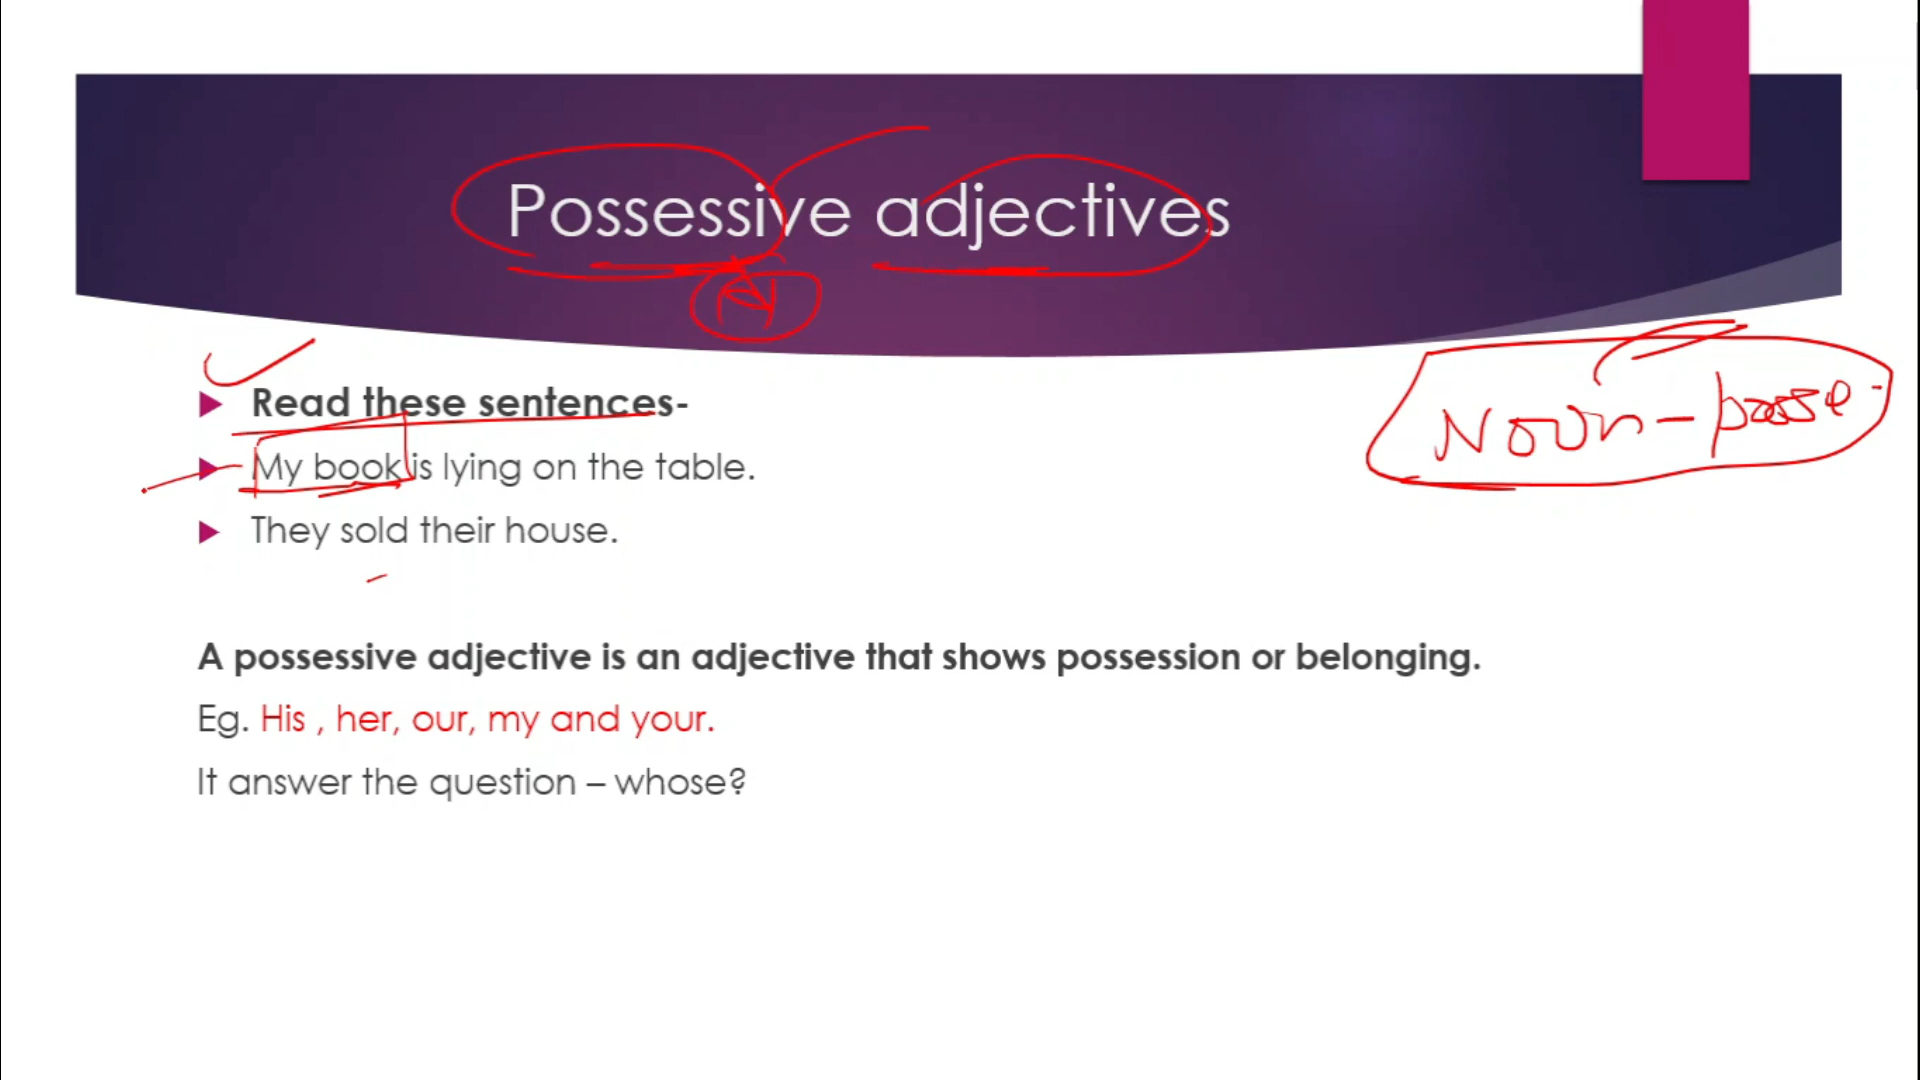 Possessive adjectives
Read these sentences-
My book is lying on the table.
They sold their house.
Noun - posse
A possessive adjective is an adjective that shows possession or belonging.
Eg. His , her, our, my and your.
It answer the question – whose?